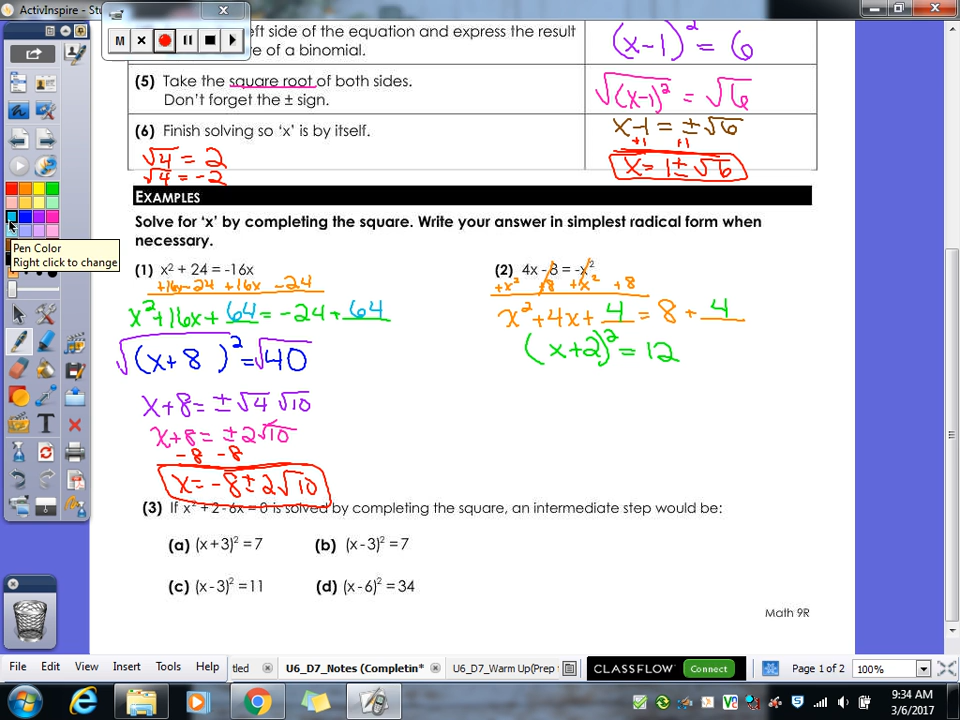 ActivInspire - Stu
M
left side of the equation and express the result
of a binomial.
(x-1)² = 6
(5) Take the square root of both sides.
Don't forget the ± sign.
√(x-1)² = √6
(6) Finish solving so 'x' is by itself.
x-1 = ±√6
+1 +1
x = 1 ± √6
√4 = 2
√4 = -2
EXAMPLES
Solve for 'x' by completing the square. Write your answer in simplest radical form when
necessary.
Pen Color
Right click to change
(1) x² + 24 = -16x
+16x -24 +16x -24
x² + 16x + 64 = -24 + 64
√(x+8)² = √40
x+8 = ± √4 √10
x+8 = ± 2√10
-8 -8
x = -8 ± 2√10
(2) 4x - 8 = -x²
+x² +8 +x² +8
x² + 4x + 4 = 8 + 4
(x+2)² = 12
(3) If x² + 2 - 6x = 0 is solved by completing the square, an intermediate step would be:
(a) (x + 3)² = 7 (b) (x - 3)² = 7
(c) (x - 3)² = 11 (d) (x - 6)² = 34
Math 9R
File Edit View Insert Tools Help
tled U6_D7_Notes (Completin* U6_D7_Warm Up(Prep CLASSFLOW Connect Page 1 of 2 100%
9:34 AM
3/6/2017